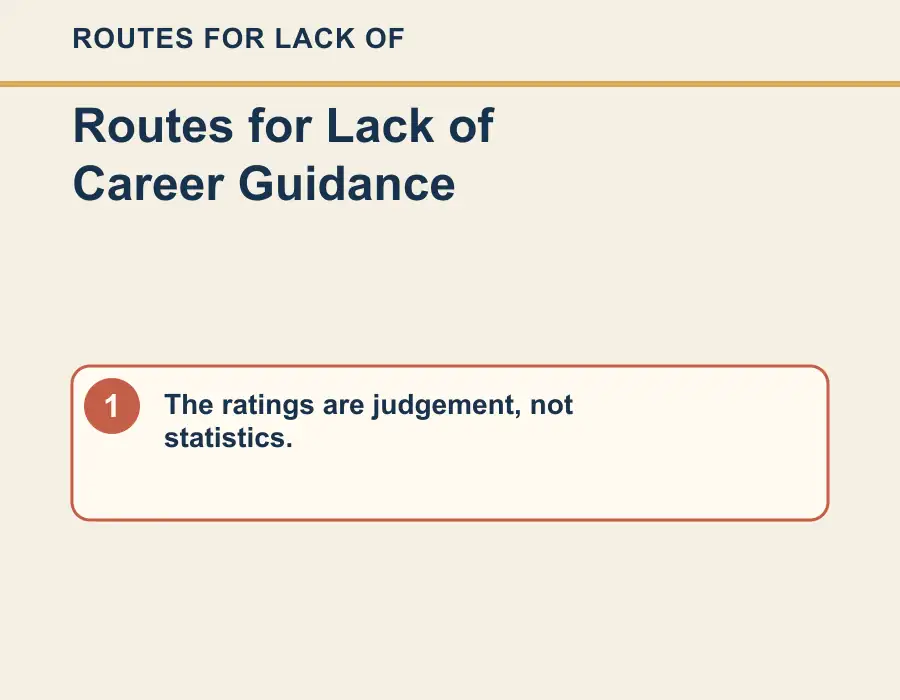 ROUTES FOR LACK OF
Routes for Lack of
Career Guidance
1
The ratings are judgement, not
statistics.